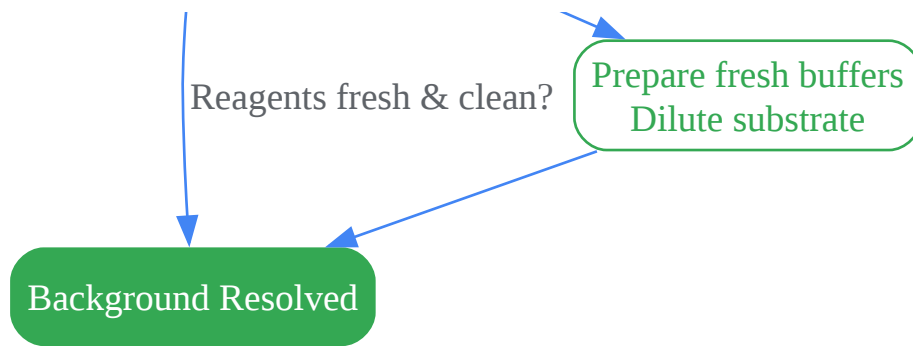 Prepare fresh buffers
Dilute substrate
Reagents fresh & clean?
Background Resolved